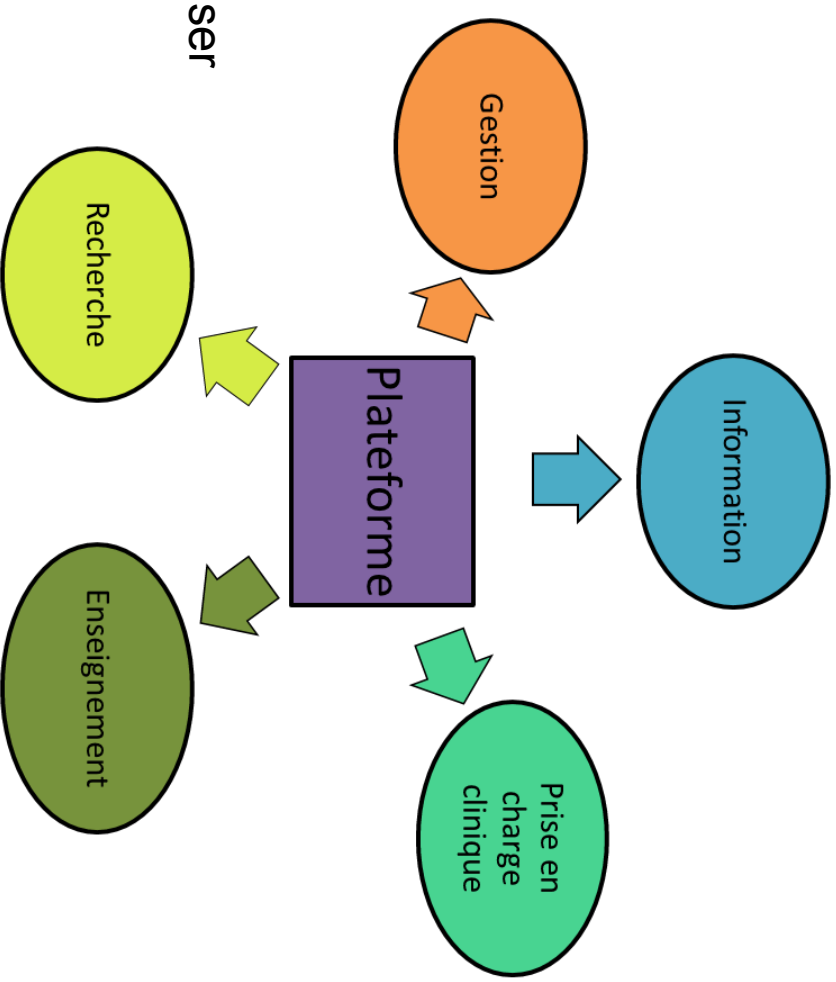 Information
Gestion
Prise en
charge
clinique
Plateforme
ser
Recherche
Enseignement